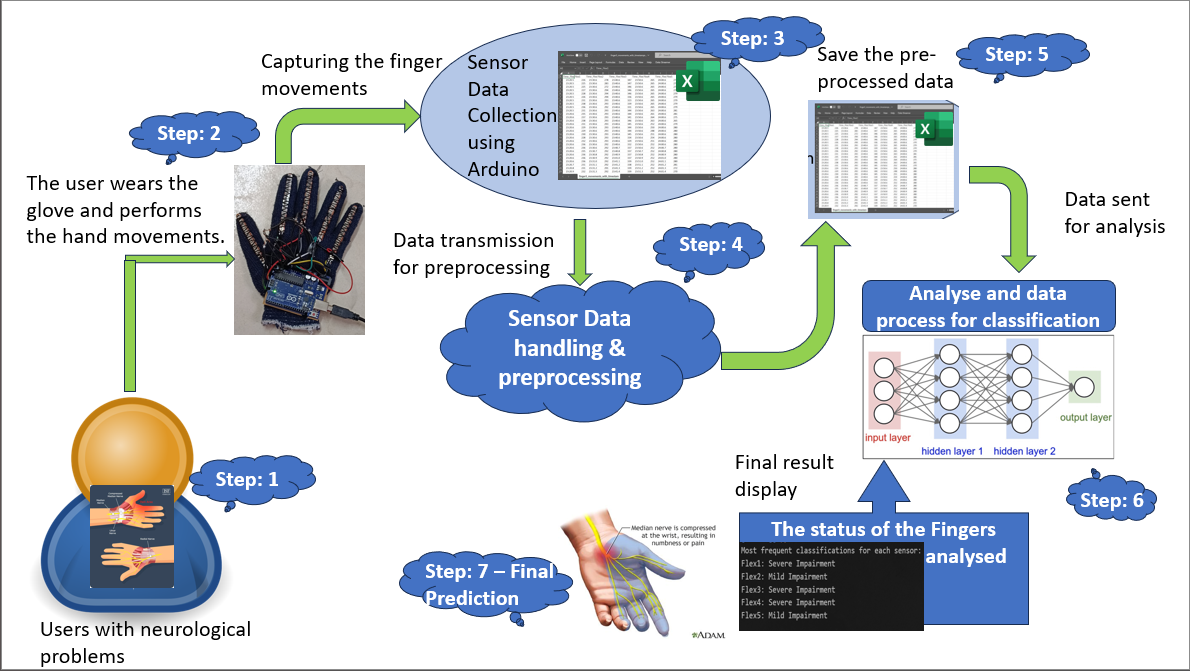 Step: 1
Users with neurological
problems
The user wears the
glove and performs
the hand movements.
Step: 2
Capturing the finger
movements
Sensor
Data
Collection
using
Arduino
X
Step: 3
Data transmission
for preprocessing
Step: 4
Sensor Data
handling &
preprocessing
Save the pre-
processed data
X
Step: 5
Data sent
for analysis
Analyse and data
process for classification
input layer
hidden layer 1
hidden layer 2
output layer
Step: 6
Final result
display
The status of the Fingers
analysed
Most frequent classifications for each sensor:
Flex1: Severe Impairment
Flex2: Mild Impairment
Flex3: Severe Impairment
Flex4: Severe Impairment
Flex5: Mild Impairment
Step: 7 – Final
Prediction
Median nerve is compressed
at the wrist, resulting in
numbness or pain
ADAM.